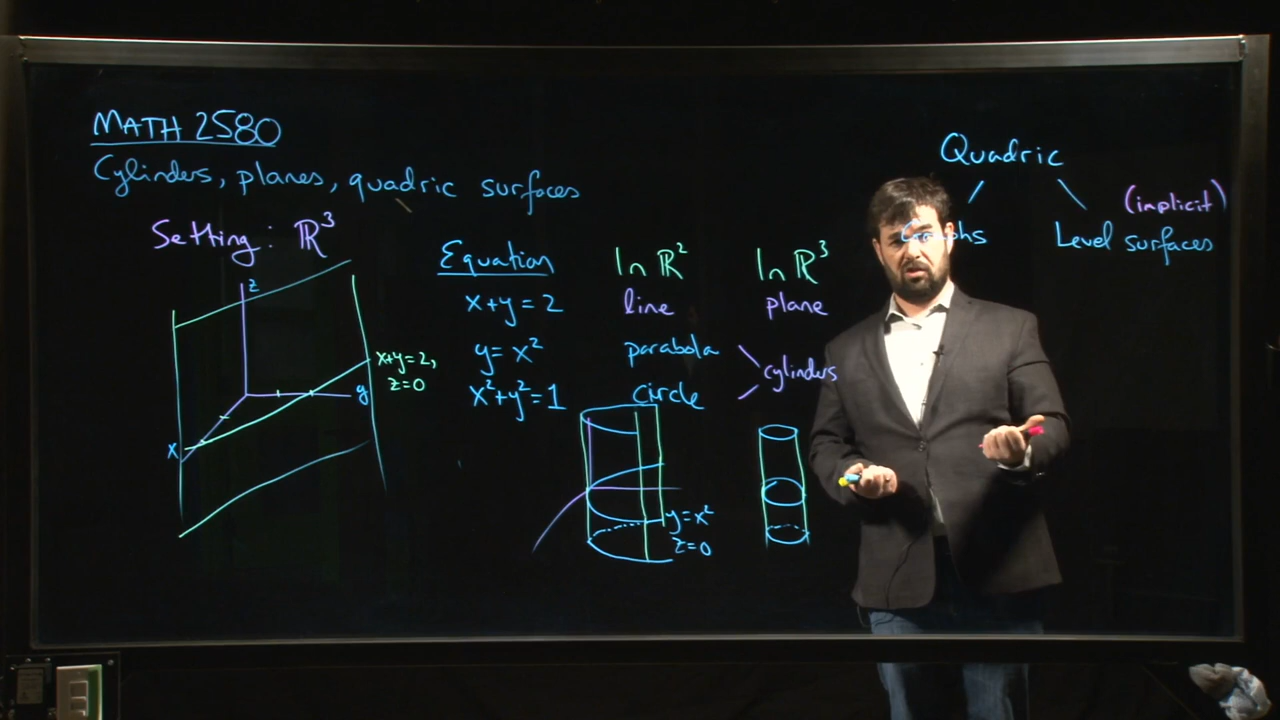 MATH 2580
Cylinders, planes, quadric surfaces
Setting: ℝ³
z
x
y
x+y=2,
z=0
Equation
x+y=2
y=x²
x²+y²=1
In ℝ²
line
parabola
circle
In ℝ³
plane
cylinders
y=x²
z=0
Quadric
Graphs
(implicit)
Level surfaces